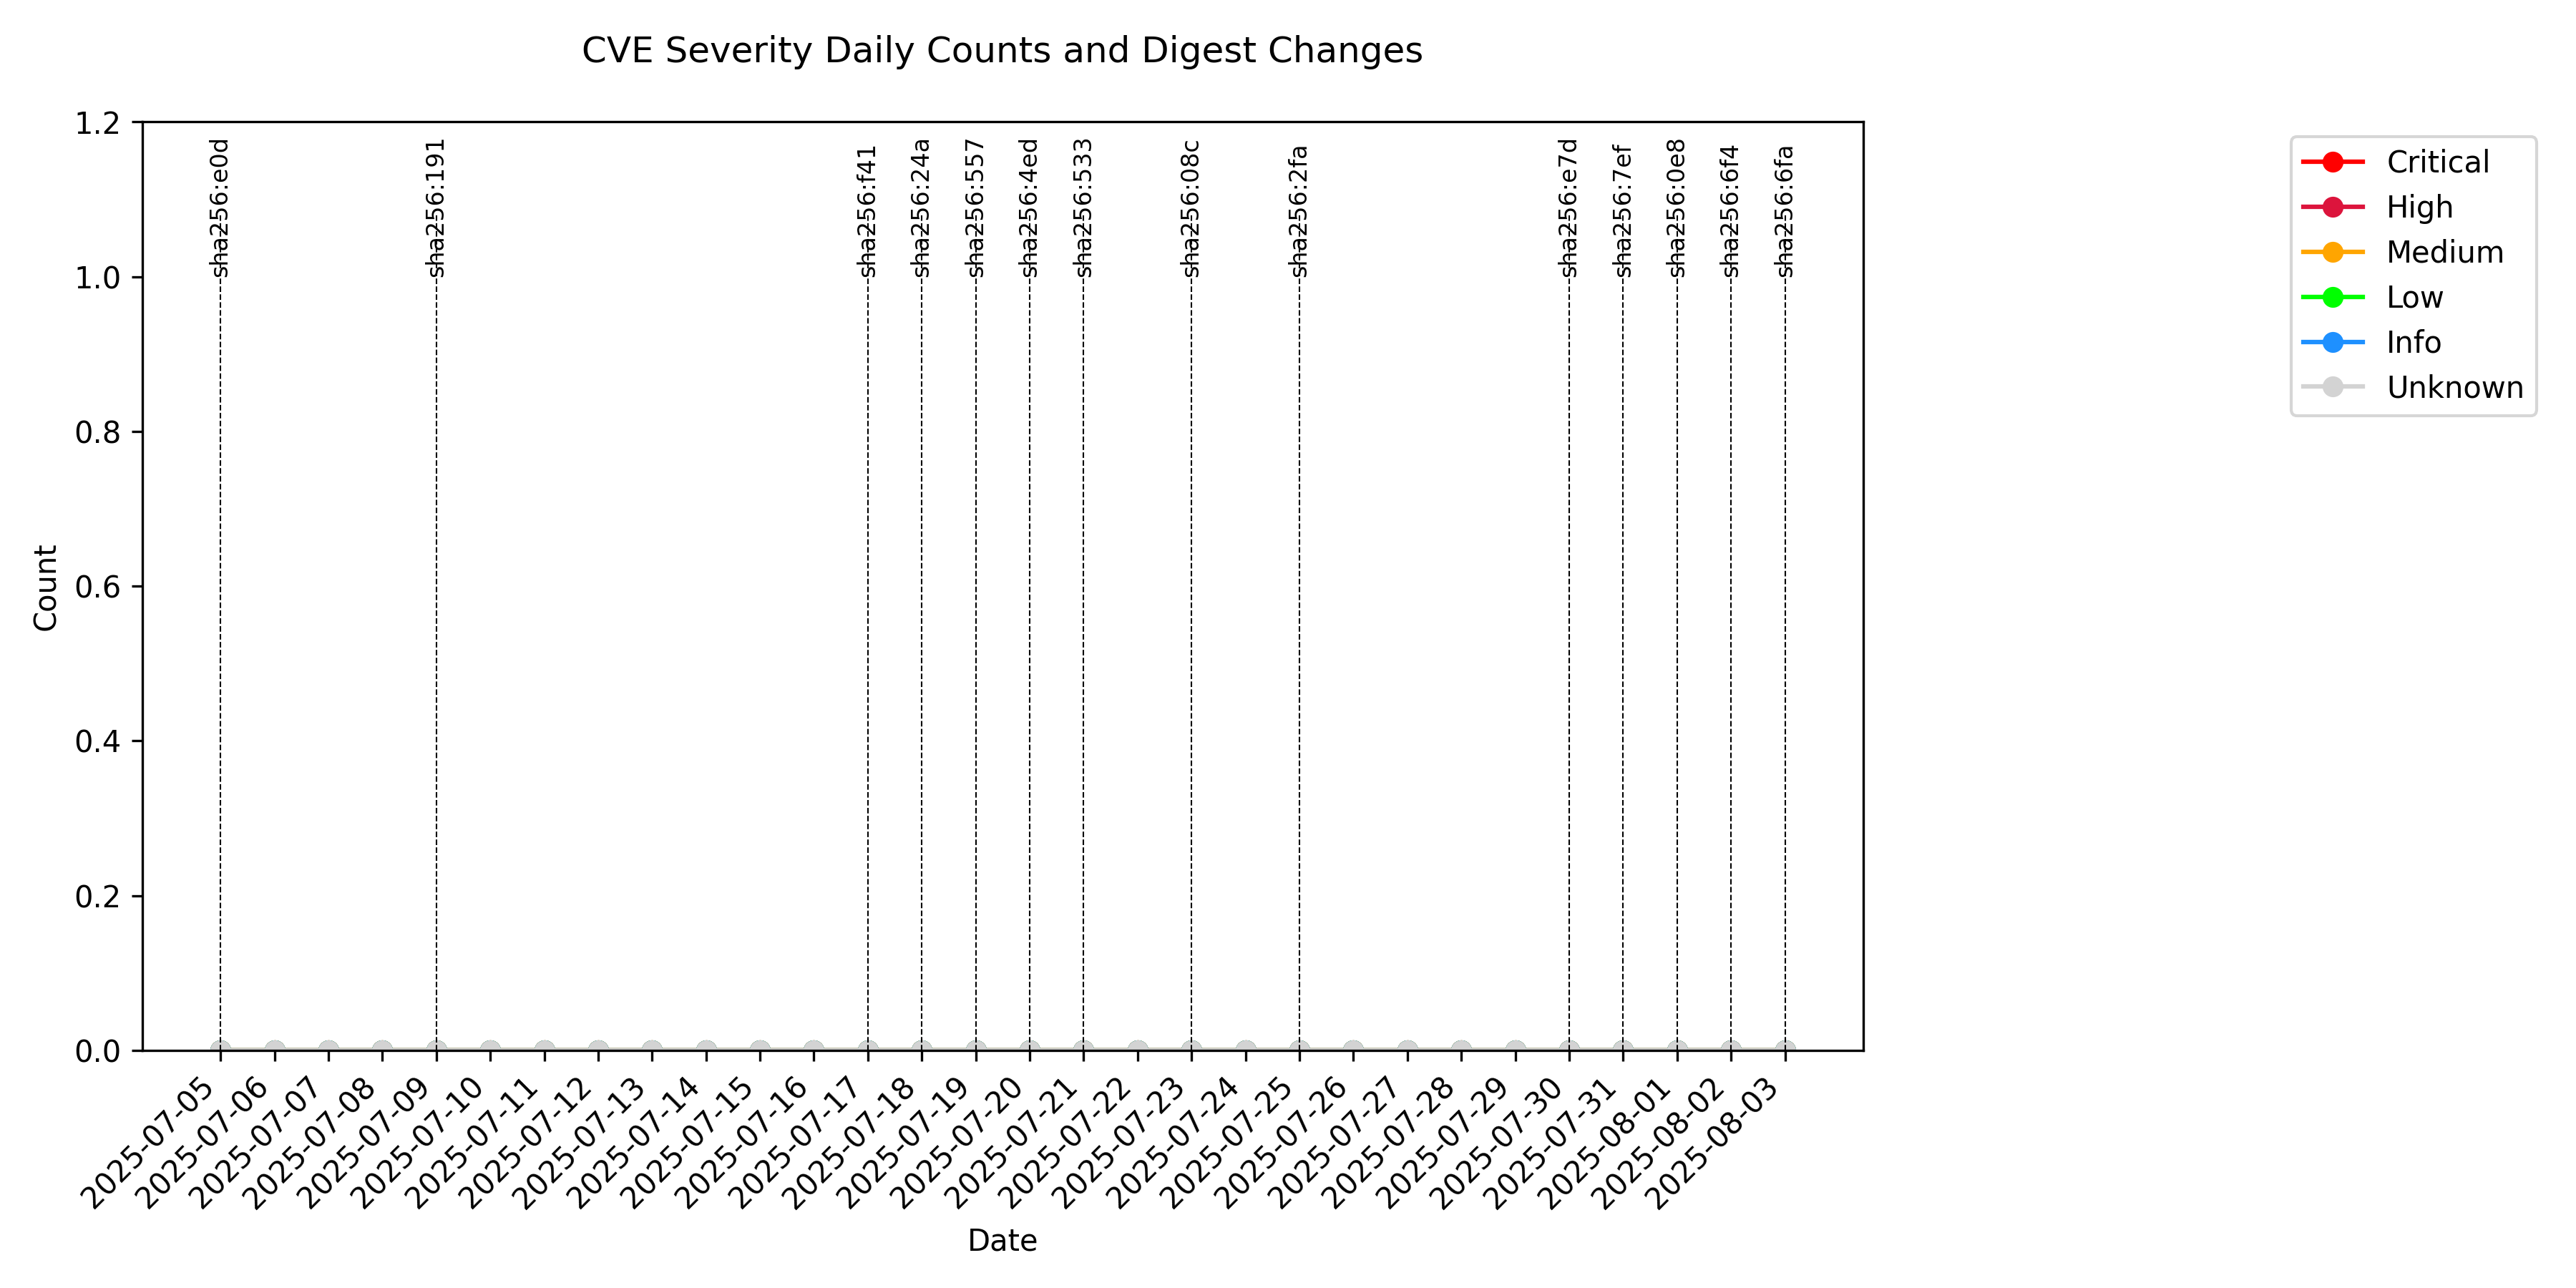 CVE Severity Daily Counts and Digest Changes
1.2
1.0
0.8
0.6
0.4
0.2
0.0
Count
sha256:e0d
sha256:191
sha256:f41
sha256:24a
sha256:557
sha256:4ed
sha256:533
sha256:08c
sha256:2fa
sha256:e7d
sha256:7ef
sha256:0e8
sha256:6f4
sha256:6fa
Critical
High
Medium
Low
Info
Unknown
2025-07-05
2025-07-06
2025-07-07
2025-07-08
2025-07-09
2025-07-10
2025-07-11
2025-07-12
2025-07-13
2025-07-14
2025-07-15
2025-07-16
2025-07-17
2025-07-18
2025-07-19
2025-07-20
2025-07-21
2025-07-22
2025-07-23
2025-07-24
2025-07-25
2025-07-26
2025-07-27
2025-07-28
2025-07-29
2025-07-30
2025-07-31
2025-08-01
2025-08-02
2025-08-03
Date